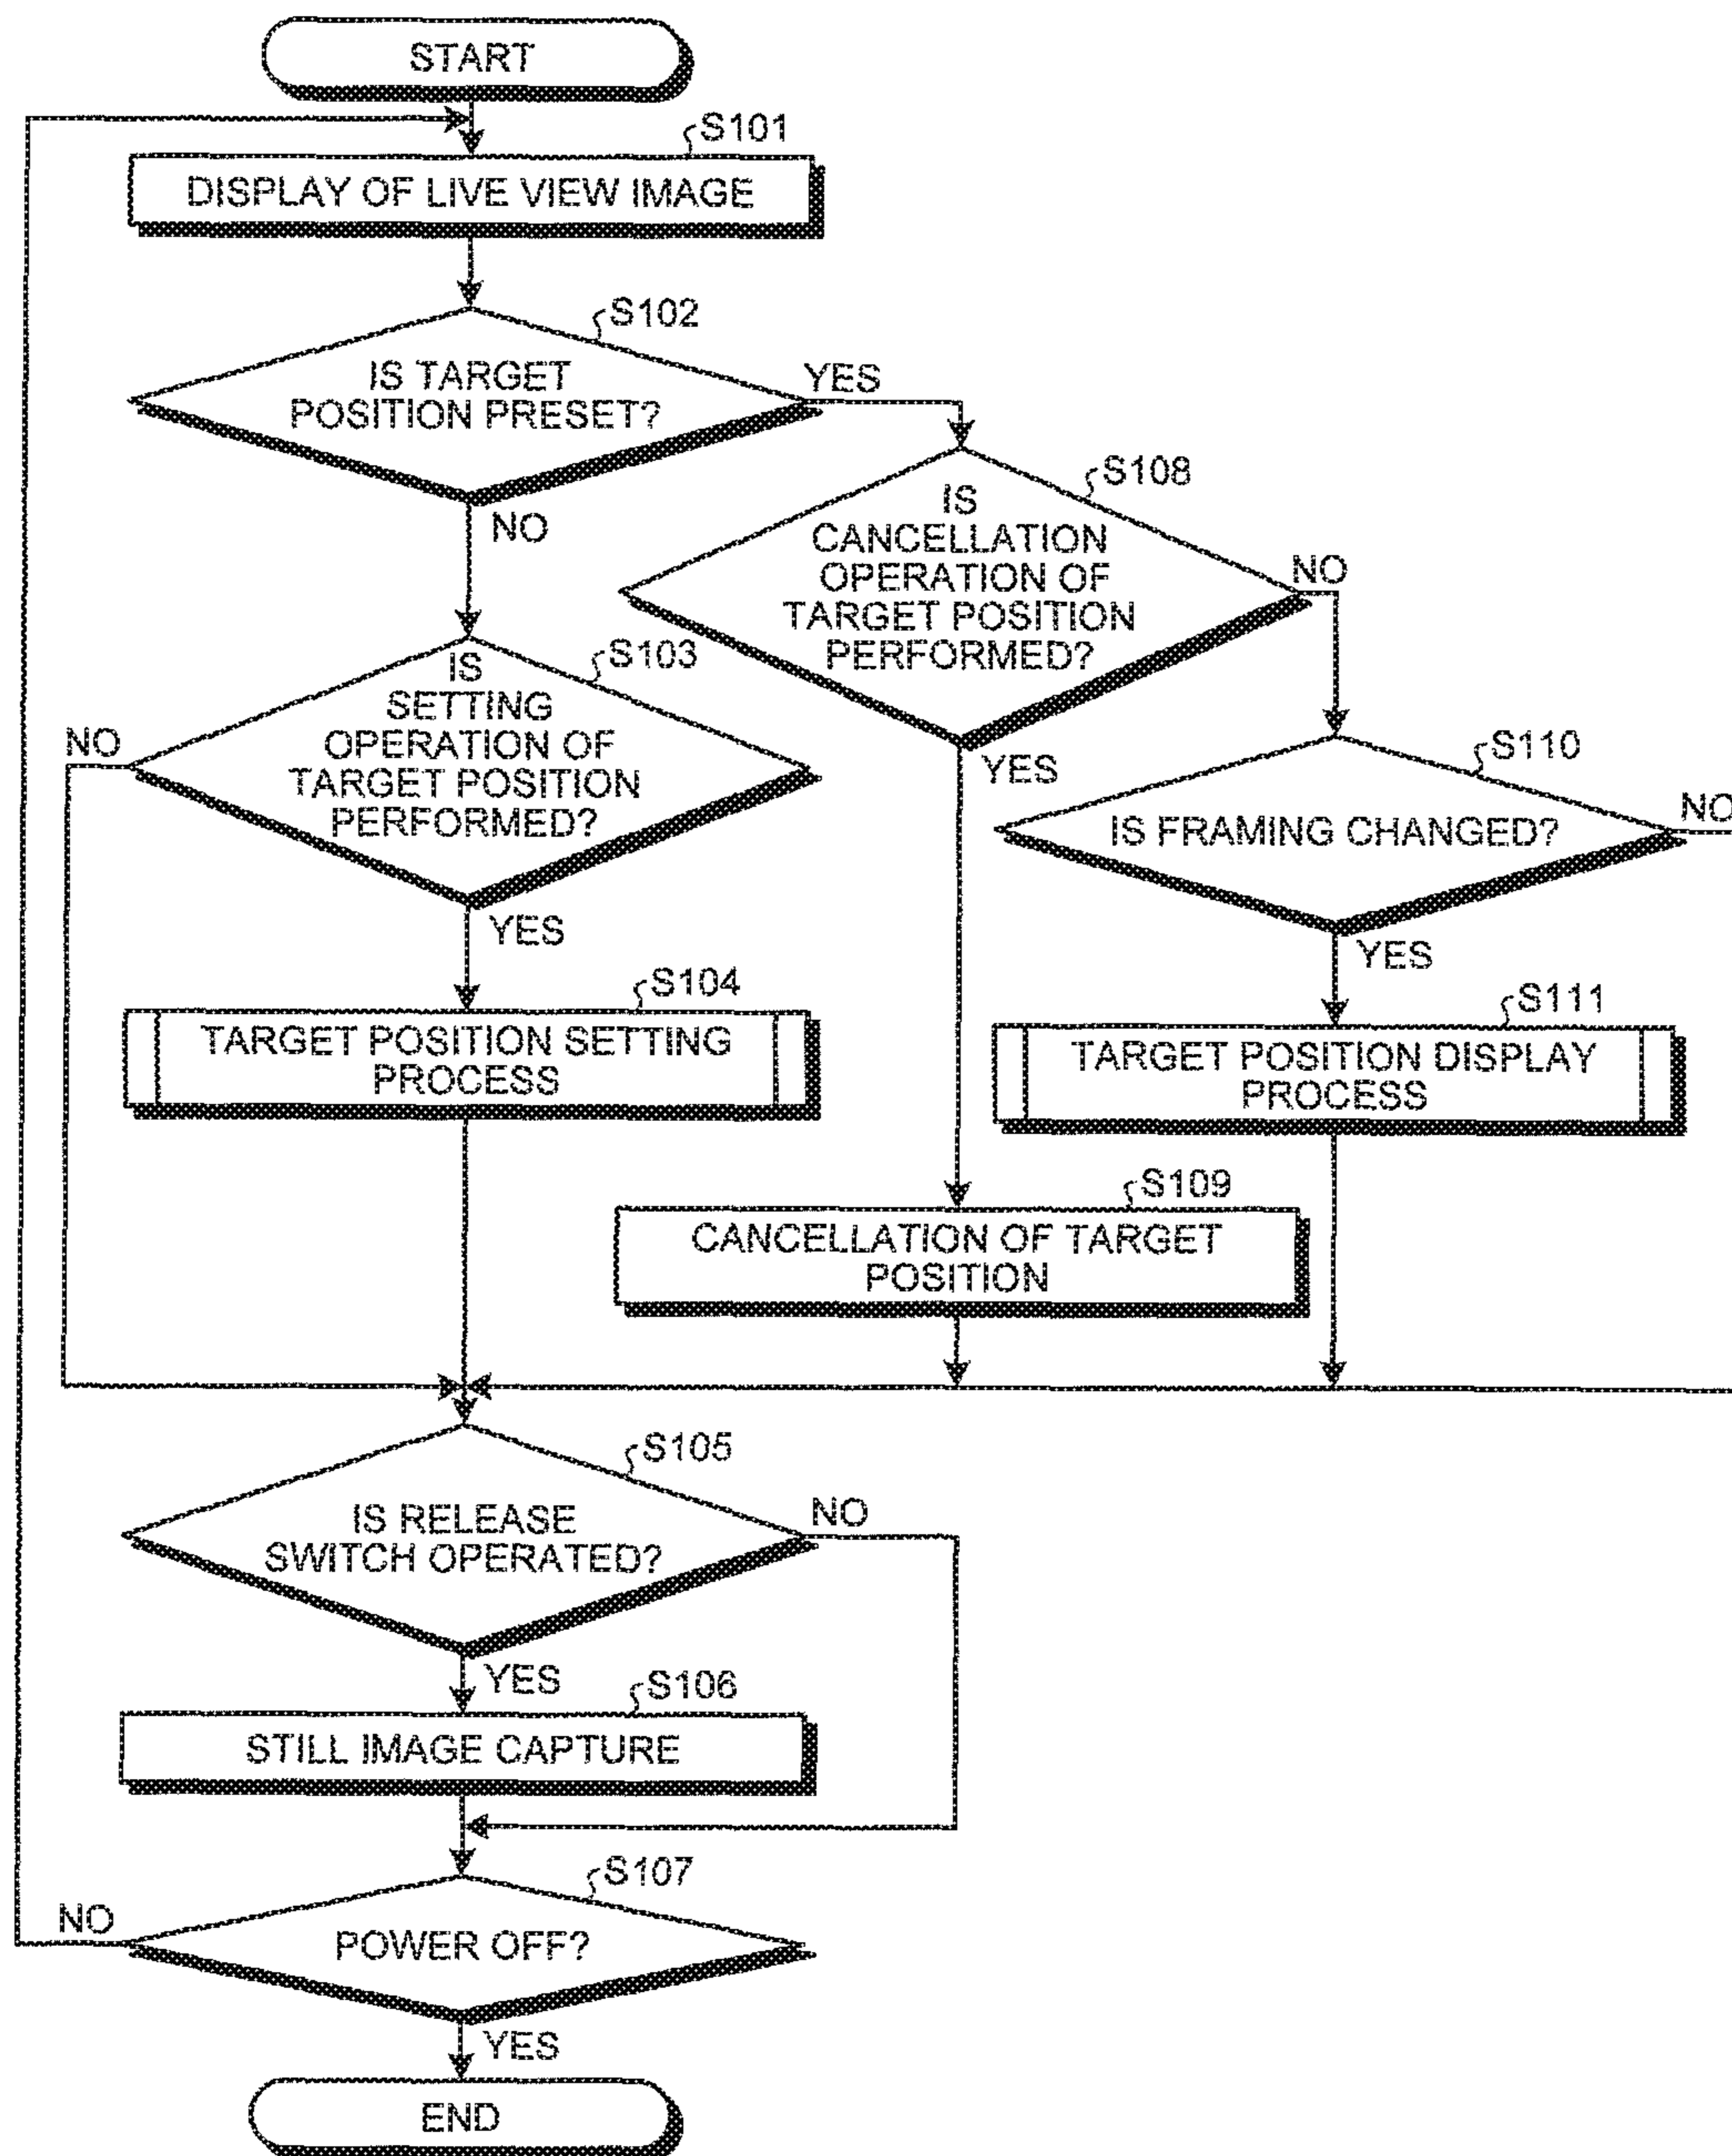 START
S101
DISPLAY OF LIVE VIEW IMAGE
S102
IS TARGET
POSITION PRESET?
YES
NO
S108
IS
CANCELLATION
OPERATION OF
TARGET POSITION
PERFORMED?
NO
YES
S103
IS
SETTING
OPERATION OF
TARGET POSITION
PERFORMED?
NO
YES
S110
IS FRAMING CHANGED?
NO
YES
S104
TARGET POSITION SETTING
PROCESS
S111
TARGET POSITION DISPLAY
PROCESS
S109
CANCELLATION OF TARGET
POSITION
S105
IS RELEASE
SWITCH OPERATED?
NO
YES
S106
STILL IMAGE CAPTURE
S107
POWER OFF?
NO
YES
END